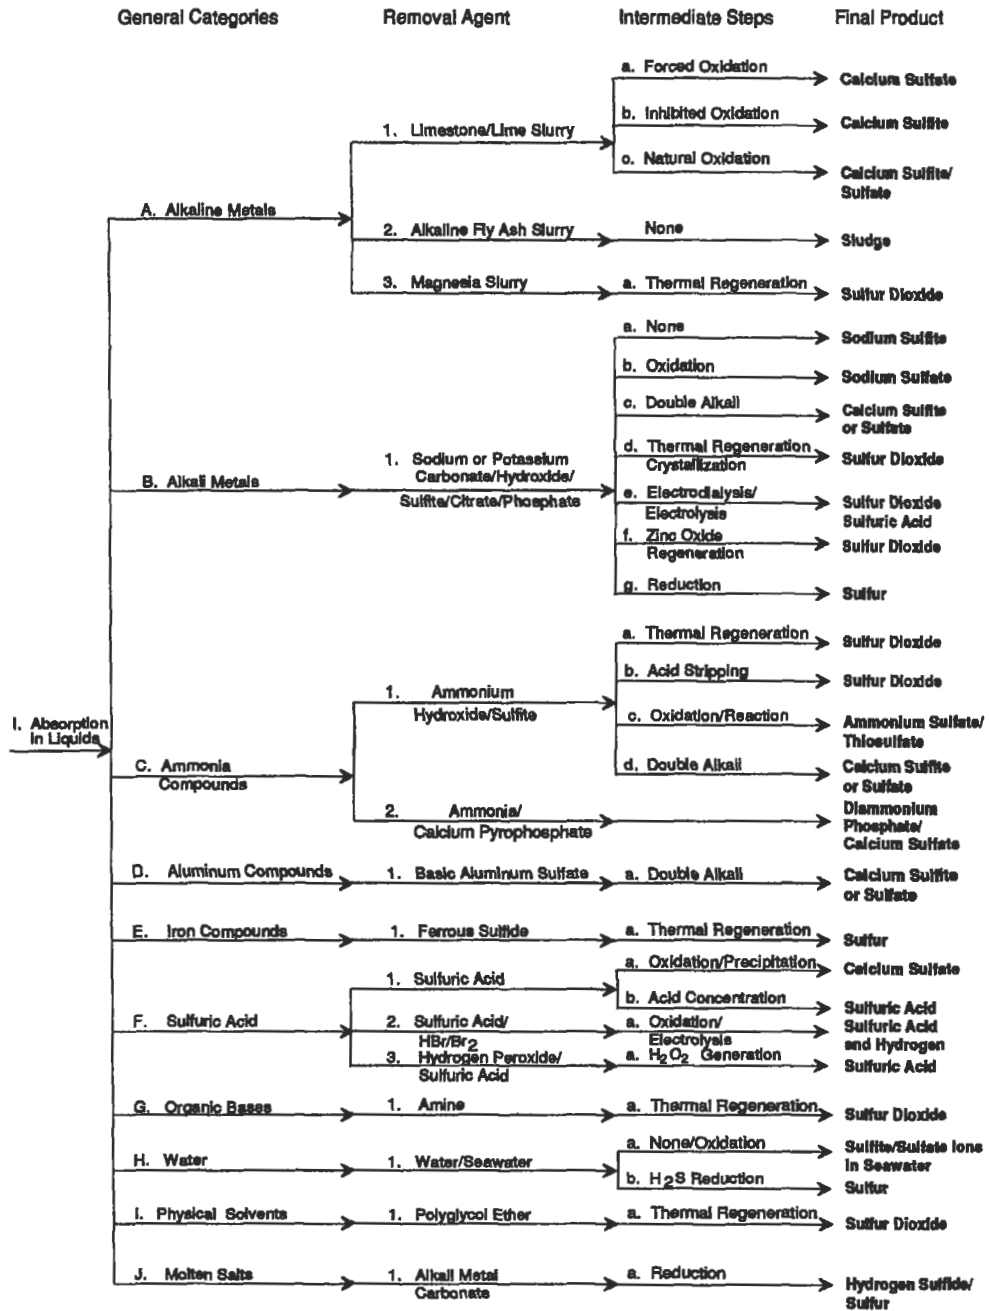 General Categories Removal Agent Intermediate Steps Final Product
a. Forced Oxidation
Calcium Sulfate
b. Inhibited Oxidation
Calcium Sulfite
1. Limestone/Lime Slurry
c. Natural Oxidation
Calcium Sulfite/
Sulfate
A. Alkaline Metals
2. Alkaline Fly Ash Slurry None
Sludge
3. Magnesia Slurry a. Thermal Regeneration
Sulfur Dioxide
a. None
Sodium Sulfite
b. Oxidation
Sodium Sulfate
c. Double Alkali
Calcium Sulfite
or Sulfate
d. Thermal Regeneration
Crystallization
Sulfur Dioxide
1. Sodium or Potassium
Carbonate/Hydroxide/
Sulfite/Citrate/Phosphate
B. Alkali Metals
e. Electrodialysis/
Electrolysis
Sulfur Dioxide
Sulfuric Acid
f. Zinc Oxide
Regeneration
Sulfur Dioxide
g. Reduction
Sulfur
a. Thermal Regeneration
Sulfur Dioxide
b. Acid Stripping
Sulfur Dioxide
1. Ammonium
Hydroxide/Sulfite
c. Oxidation/Reaction
Ammonium Sulfate/
Thiosulfate
I. Absorption
in Liquids
C. Ammonia
Compounds
d. Double Alkali
Calcium Sulfite
or Sulfate
2. Ammonia/
Calcium Pyrophosphate
Diammonium
Phosphate/
Calcium Sulfate
D. Aluminum Compounds 1. Basic Aluminum Sulfate a. Double Alkali
Calcium Sulfite
or Sulfate
E. Iron Compounds 1. Ferrous Sulfide a. Thermal Regeneration
Sulfur
a. Oxidation/Precipitation
Calcium Sulfate
1. Sulfuric Acid
b. Acid Concentration
Sulfuric Acid
F. Sulfuric Acid
2. Sulfuric Acid/
HBr/Br2
a. Oxidation/
Electrolysis
Sulfuric Acid
and Hydrogen
3. Hydrogen Peroxide/
Sulfuric Acid
a. H2O2 Generation
Sulfuric Acid
G. Organic Bases 1. Amine a. Thermal Regeneration
Sulfur Dioxide
a. None/Oxidation
Sulfite/Sulfate Ions
in Seawater
H. Water 1. Water/Seawater
b. H2S Reduction
Sulfur
I. Physical Solvents 1. Polyglycol Ether a. Thermal Regeneration
Sulfur Dioxide
J. Molten Salts 1. Alkali Metal
Carbonate
a. Reduction
Hydrogen Sulfide/
Sulfur